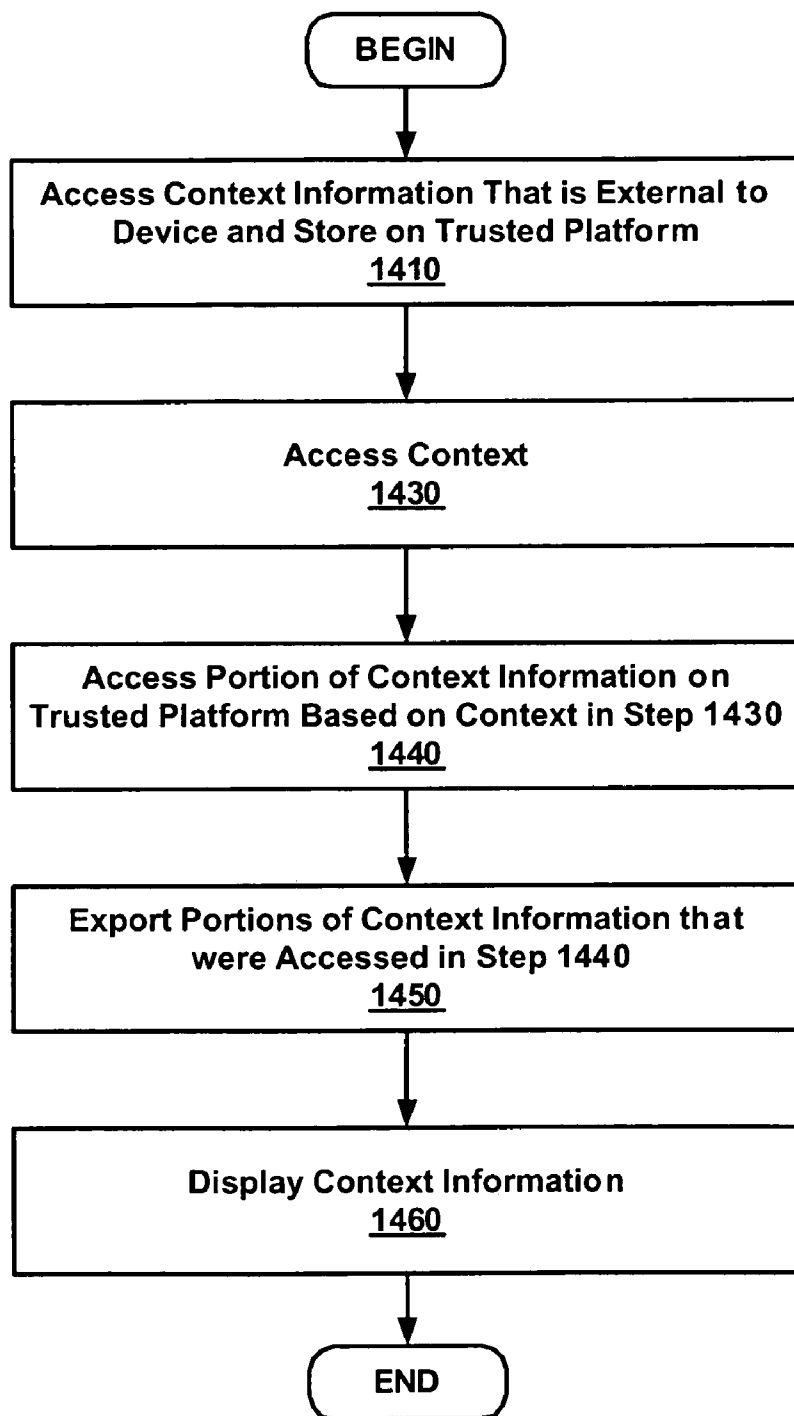 BEGIN
Access Context Information That is External to
Device and Store on Trusted Platform
1410
Access Context
1430
Access Portion of Context Information on
Trusted Platform Based on Context in Step 1430
1440
Export Portions of Context Information that
were Accessed in Step 1440
1450
Display Context Information
1460
END